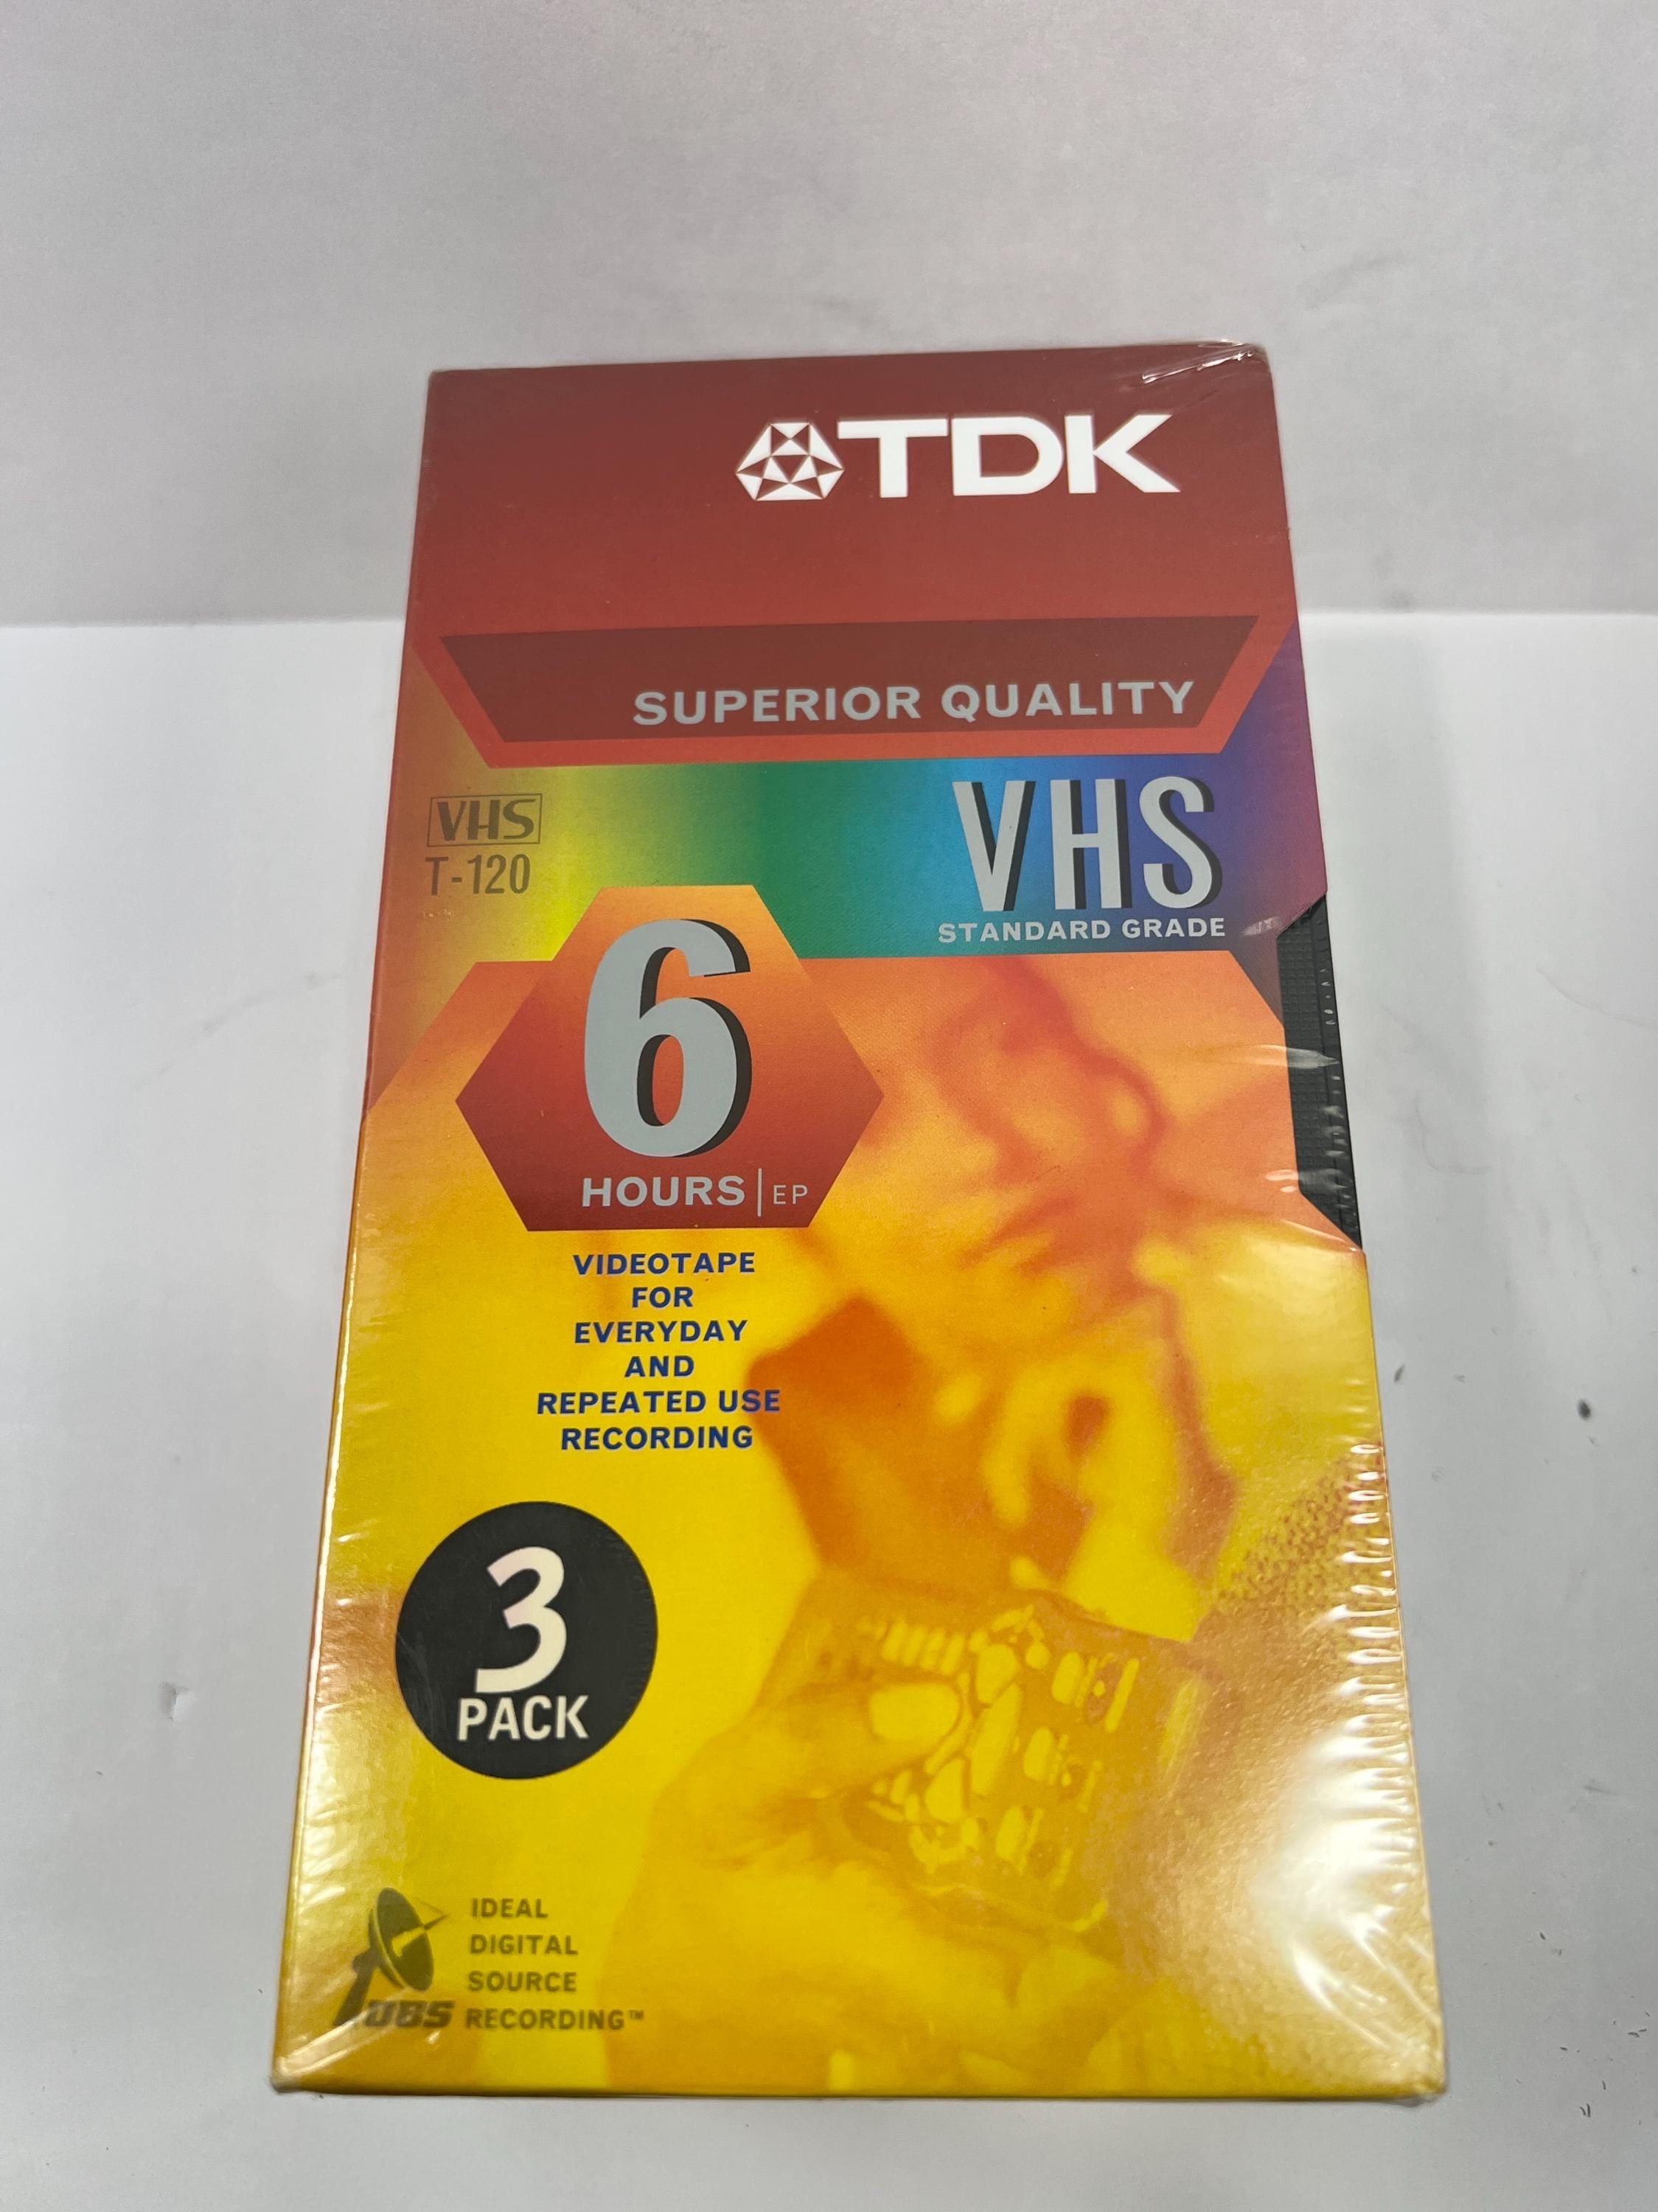 TDK
SUPERIOR QUALITY
VHS
T-120
VHS
STANDARD GRADE
6
HOURS | EP
VIDEOTAPE
FOR
EVERYDAY
AND
REPEATED USE
RECORDING
3
PACK
IDEAL
DIGITAL
SOURCE
RECORDING™